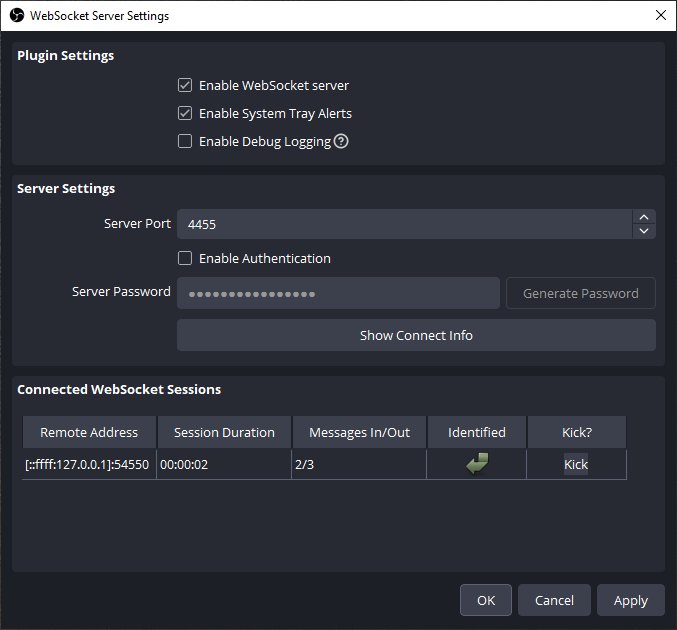 WebSocket Server Settings
Plugin Settings
Enable WebSocket server
Enable System Tray Alerts
Enable Debug Logging
Server Settings
Server Port 4455
Enable Authentication
Server Password ●●●●●●●●●●●●●●●● Generate Password
Show Connect Info
Connected WebSocket Sessions
Remote Address Session Duration Messages In/Out Identified Kick?
[::ffff:127.0.0.1]:54550 00:00:02 2/3 Kick
OK Cancel Apply